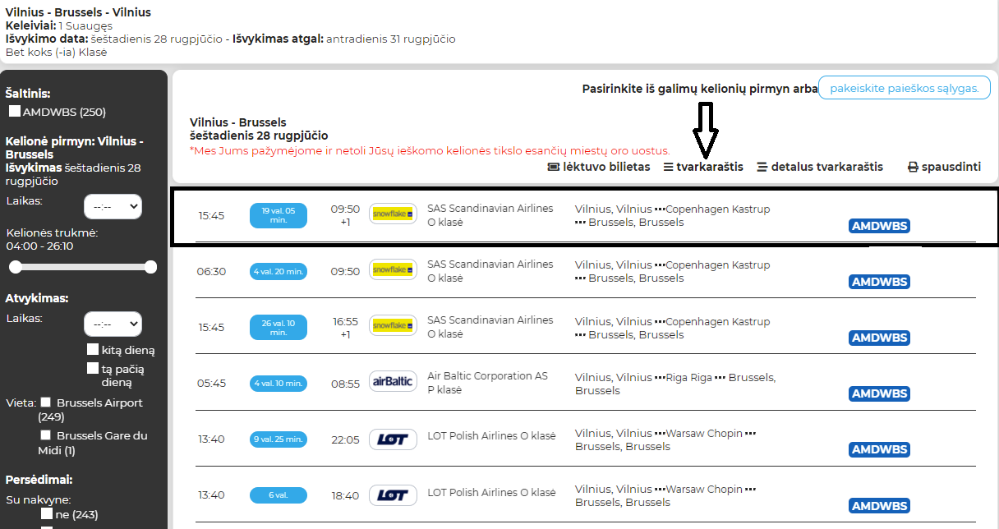 Vilnius - Brussels - Vilnius
Keleiviai: 1 Suaugęs
Išvykimo data: šeštadienis 28 rugpjūčio - Išvykimas atgal: antradienis 31 rugpjūčio
Bet koks (-ia) Klasė
Šaltinis:
AMDWBS (250)
Kelionė pirmyn: Vilnius -
Brussels
Išvykimas šeštadienis 28
rugpjūčio
Laikas:
--:--
Kelionės trukmė:
04:00 - 26:10
Atvykimas:
Laikas:
--:--
kitą dieną
tą pačią
dieną
Vieta: Brussels Airport
(249)
Brussels Gare du
Midi (1)
Persėdimai:
Su nakvyne:
ne (243)
Pasirinkite iš galimų kelionių pirmyn arba pakeiskite paieškos sąlygas.
Vilnius - Brussels
šeštadienis 28 rugpjūčio
*Mes Jums pažymėjome ir netoli Jūsų ieškomo kelionės tikslo esančių miestų oro uostus.
lėktuvo bilietas tvarkaraštis detalus tvarkaraštis spausdinti
15:45 19 val. 05 min. 09:50 +1 snowflake SAS Scandinavian Airlines O klasė Vilnius, Vilnius ••• Copenhagen Kastrup ••• Brussels, Brussels AMDWBS
06:30 4 val. 20 min. 09:50 snowflake SAS Scandinavian Airlines O klasė Vilnius, Vilnius ••• Copenhagen Kastrup ••• Brussels, Brussels AMDWBS
15:45 26 val. 10 min. 16:55 +1 snowflake SAS Scandinavian Airlines O klasė Vilnius, Vilnius ••• Copenhagen Kastrup ••• Brussels, Brussels AMDWBS
05:45 4 val. 10 min. 08:55 airBaltic Air Baltic Corporation AS P klasė Vilnius, Vilnius ••• Riga Riga ••• Brussels, Brussels AMDWBS
13:40 9 val. 25 min. 22:05 LOT LOT Polish Airlines O klasė Vilnius, Vilnius ••• Warsaw Chopin ••• Brussels, Brussels AMDWBS
13:40 6 val. 18:40 LOT LOT Polish Airlines O klasė Vilnius, Vilnius ••• Warsaw Chopin ••• Brussels, Brussels AMDWBS